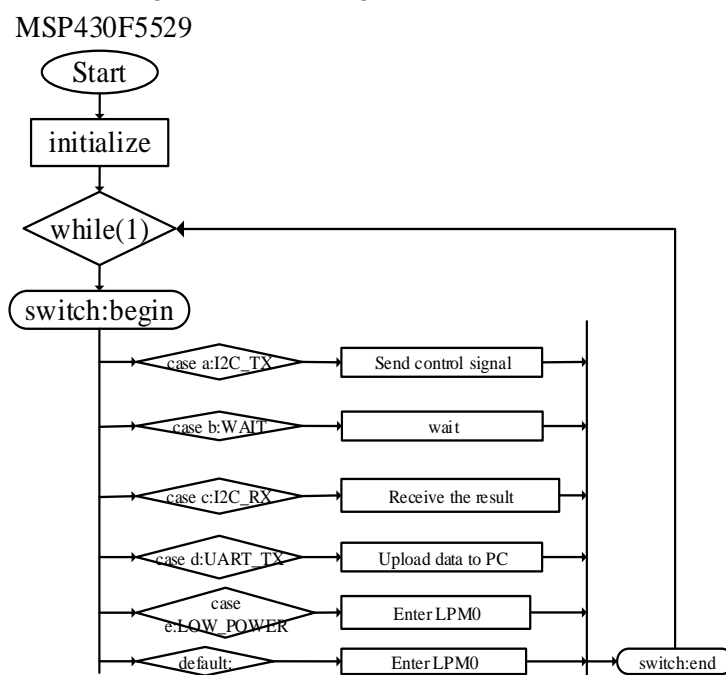 MSP430F5529
Start
initialize
while(1)
switch:begin
case a:I2C_TX
Send control signal
case b:WAIT
wait
case c:I2C_RX
Receive the result
case d:UART_TX
Upload data to PC
case
e:LOW_POWER
Enter LPM0
default:
Enter LPM0
switch:end